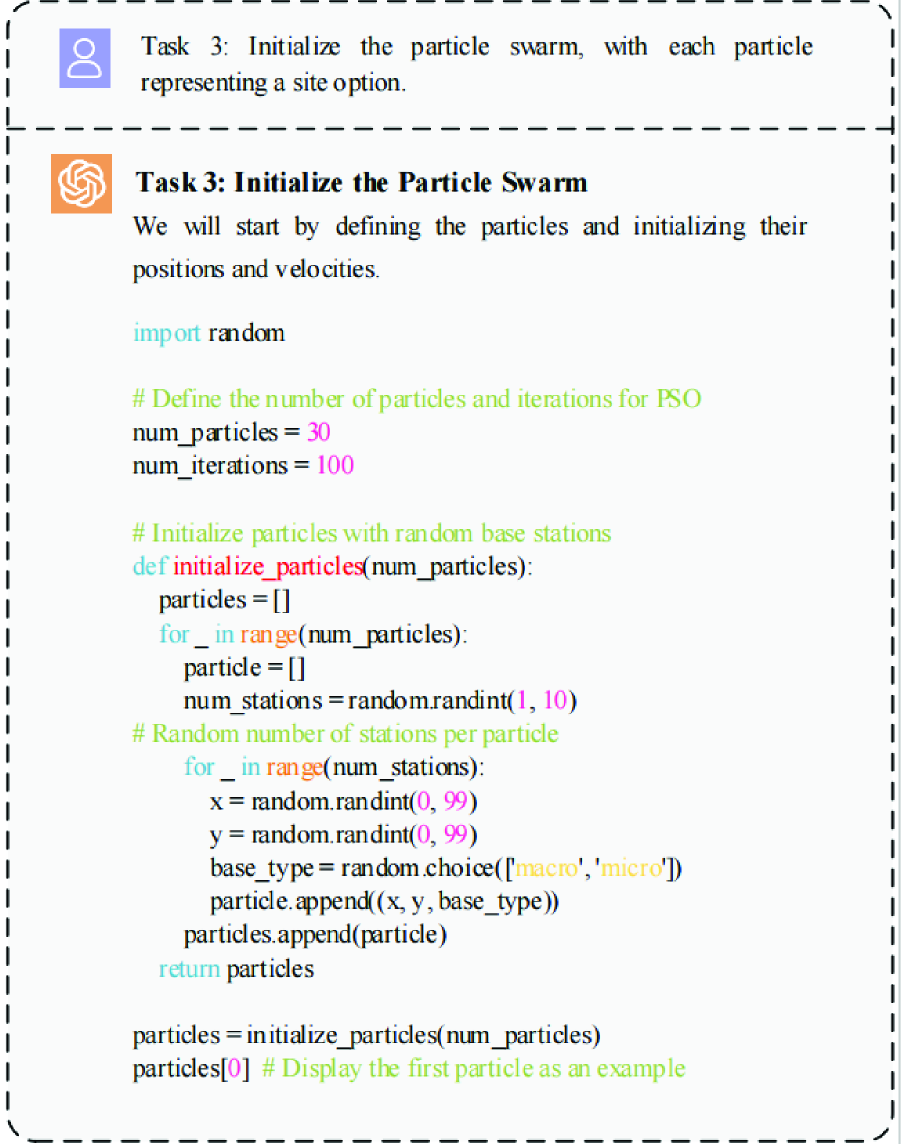 Task 3: Initialize the particle swarm, with each particle
representing a site option.
Task 3: Initialize the Particle Swarm
We will start by defining the particles and initializing their
positions and velocities.
import random
# Define the number of particles and iterations for PSO
num_particles = 30
num_iterations = 100
# Initialize particles with random base stations
def initialize_particles(num_particles):
    particles = []
    for _ in range(num_particles):
        particle = []
        num_stations = random.randint(1, 10)
# Random number of stations per particle
        for _ in range(num_stations):
            x = random.randint(0, 99)
            y = random.randint(0, 99)
            base_type = random.choice(['macro', 'micro'])
            particle.append((x, y, base_type))
        particles.append(particle)
    return particles
particles = initialize_particles(num_particles)
particles[0]  # Display the first particle as an example